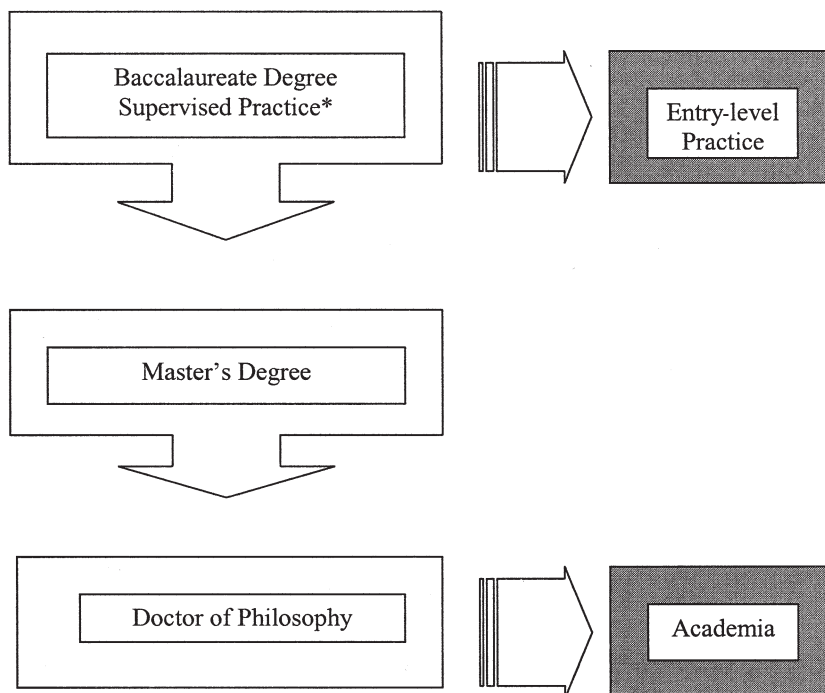 Baccalaureate Degree
Supervised Practice*
Entry-level
Practice
Master's Degree
Doctor of Philosophy
Academia